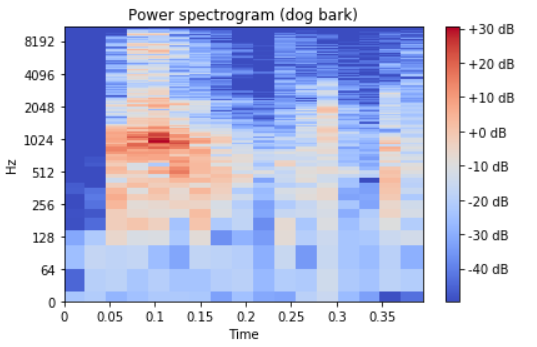 Power spectrogram (dog bark)
Hz
8192
4096
2048
1024
512
256
128
64
0
0
0.05
0.1
0.15
0.2
0.25
0.3
0.35
Time
+30 dB
+20 dB
+10 dB
+0 dB
-10 dB
-20 dB
-30 dB
-40 dB